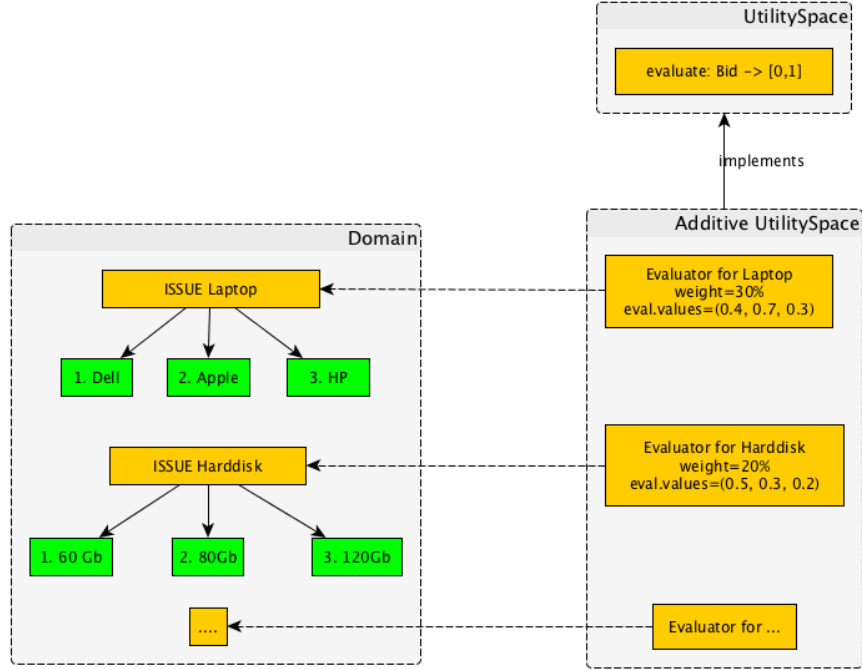 UtilitySpace
evaluate: Bid -> [0,1]
implements
Domain
Additive UtilitySpace
ISSUE Laptop
Evaluator for Laptop
weight=30%
eval.values=(0.4, 0.7, 0.3)
1. Dell
2. Apple
3. HP
ISSUE Harddisk
Evaluator for Harddisk
weight=20%
eval.values=(0.5, 0.3, 0.2)
1. 60 Gb
2. 80Gb
3. 120Gb
....
Evaluator for ...